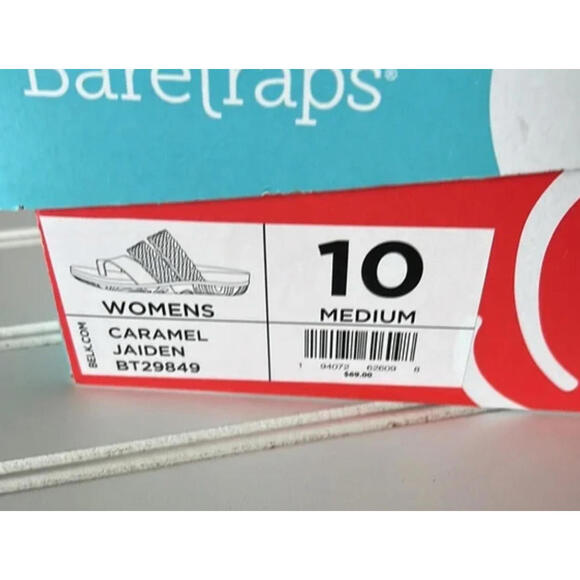 Baretraps®
WOMENS
CARAMEL
JAIDEN
BT29849
BELK.COM
10
MEDIUM
1 94072 62609 8
$69.00